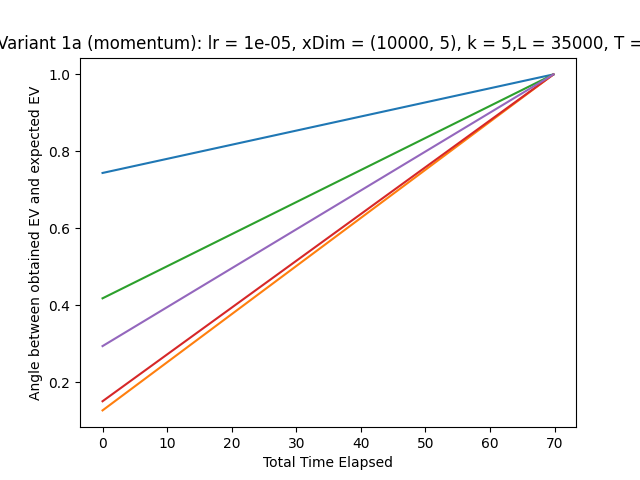 Variant 1a (momentum): lr = 1e-05, xDim = (10000, 5), k = 5,L = 35000, T =
1.0
0.8
0.6
0.4
0.2
Angle between obtained EV and expected EV
0 10 20 30 40 50 60 70
Total Time Elapsed